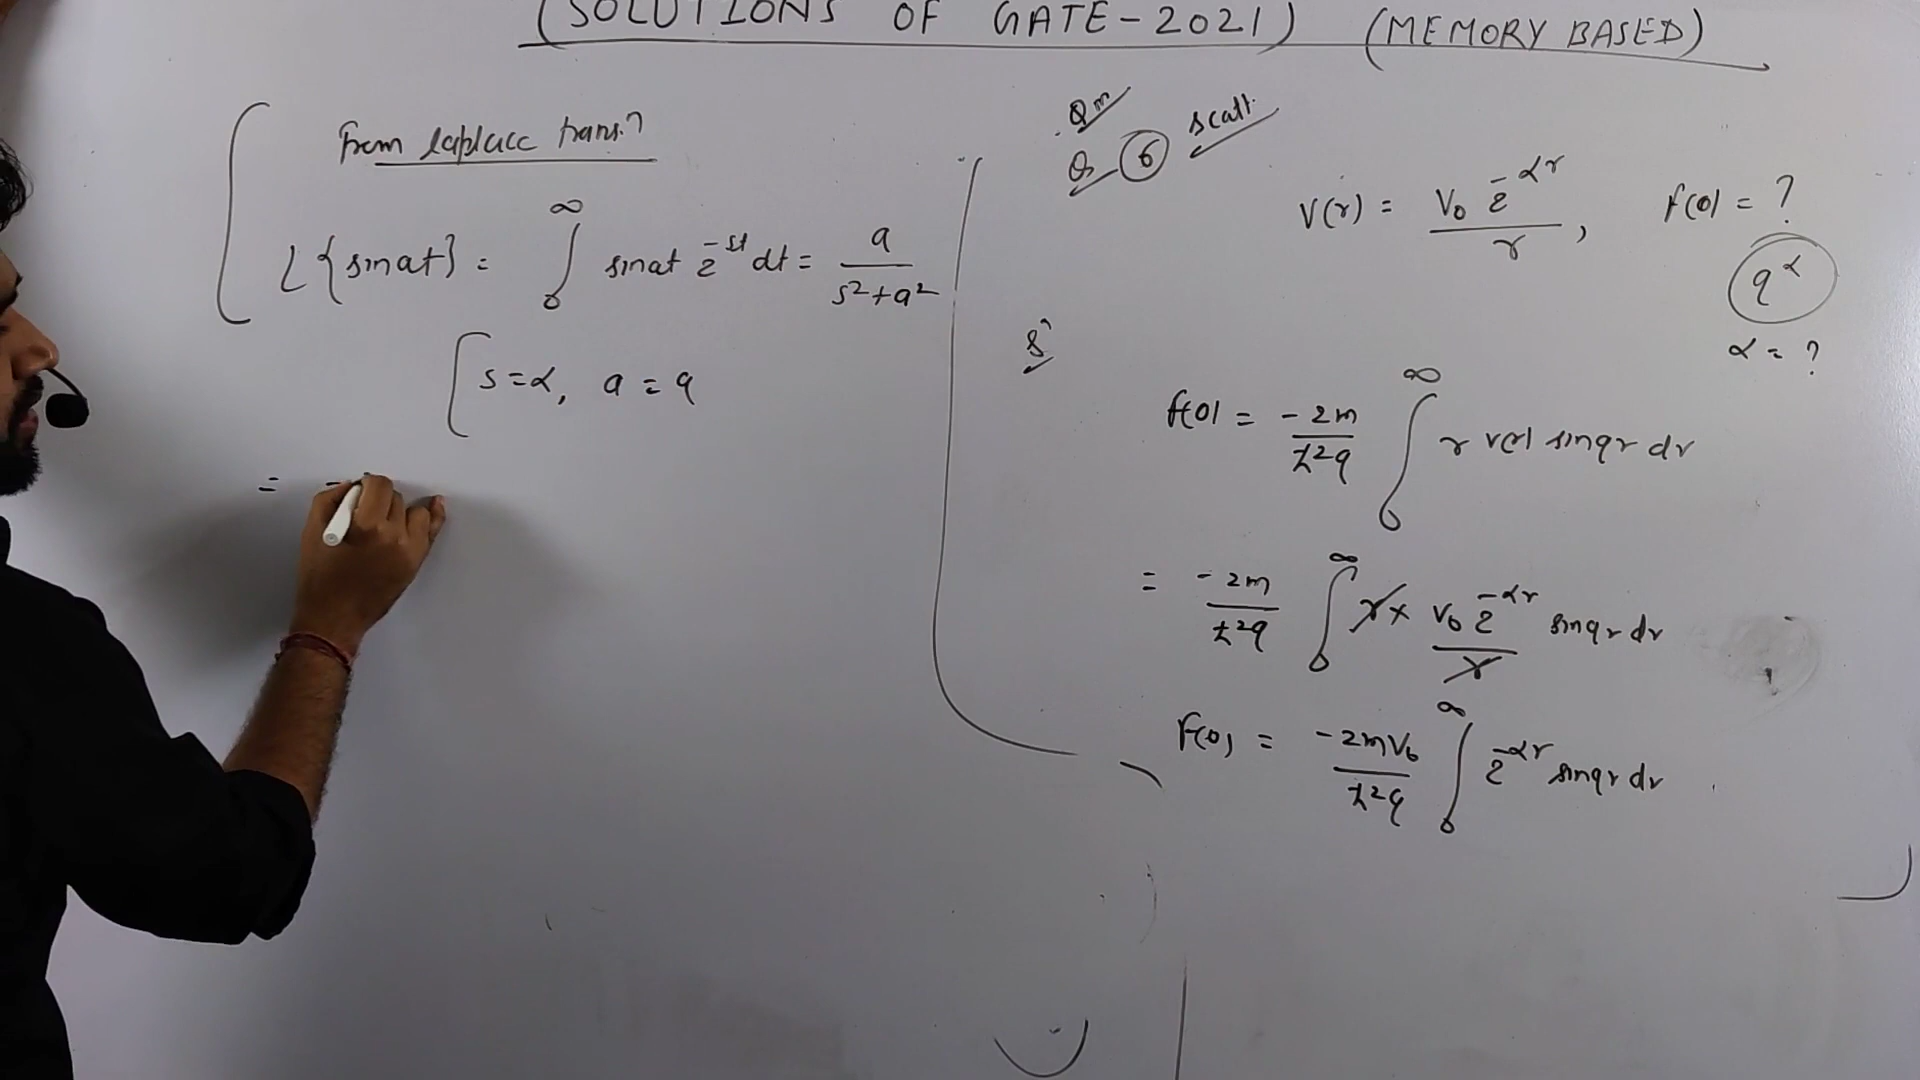 (SOLUTIONS OF GATE-2021) (MEMORY BASED)
From laplace trans.?
L{sinat} = ∫₀^∞ sinat e^-st dt = a/(s²+a²)
s=α, a=q
= -
Qm
Q 6 scatt.
V(r) = V₀ e^-αr / r , f(θ) = ?
q^α
α = ?
S
f(θ) = -2m/(ħ²q) ∫₀^∞ r v(r) sinqr dr
= -2m/(ħ²q) ∫₀^∞ r × V₀ e^-αr / r sinqr dr
f(θ) = -2mV₀/(ħ²q) ∫₀^∞ e^-αr sinqr dr